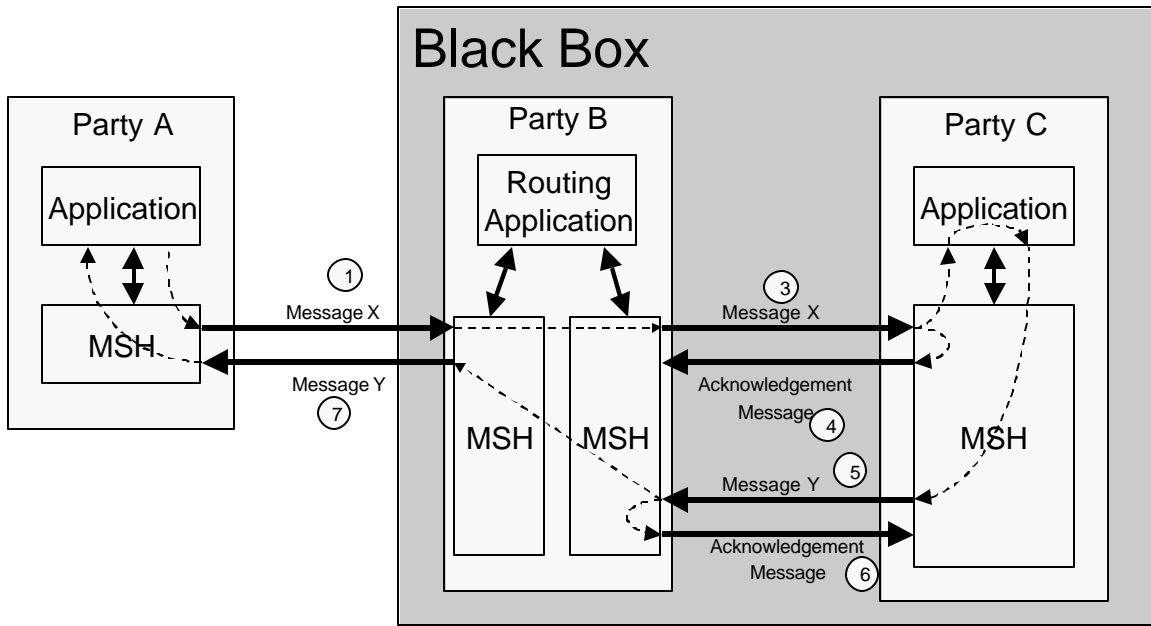 Black Box
Party A
Application
MSH
1
Message X
Message Y
7
Party B
Routing
Application
MSH
MSH
3
Message X
Acknowledgement
Message
4
5
Message Y
Acknowledgement
Message
6
Party C
Application
MSH